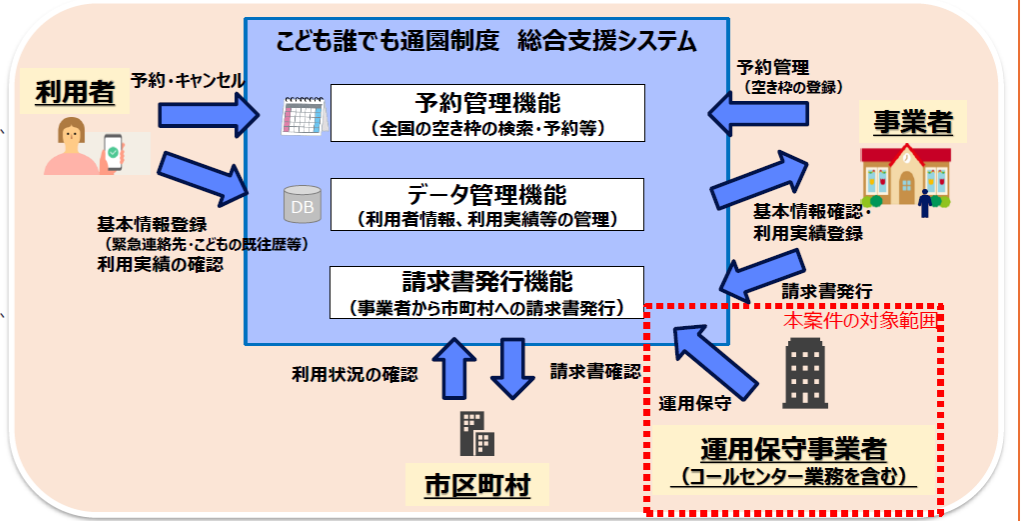 こども誰でも通園制度　総合支援システム
利用者
予約・キャンセル
予約管理機能
（全国の空き枠の検索・予約等）
予約管理
（空き枠の登録）
事業者
DB
データ管理機能
（利用者情報、利用実績等の管理）
基本情報登録
（緊急連絡先・こどもの既往歴等）
利用実績の確認
基本情報確認・
利用実績登録
請求書発行機能
（事業者から市町村への請求書発行）
請求書発行
本案件の対象範囲
利用状況の確認
請求書確認
運用保守
市区町村
運用保守事業者
（コールセンター業務を含む）